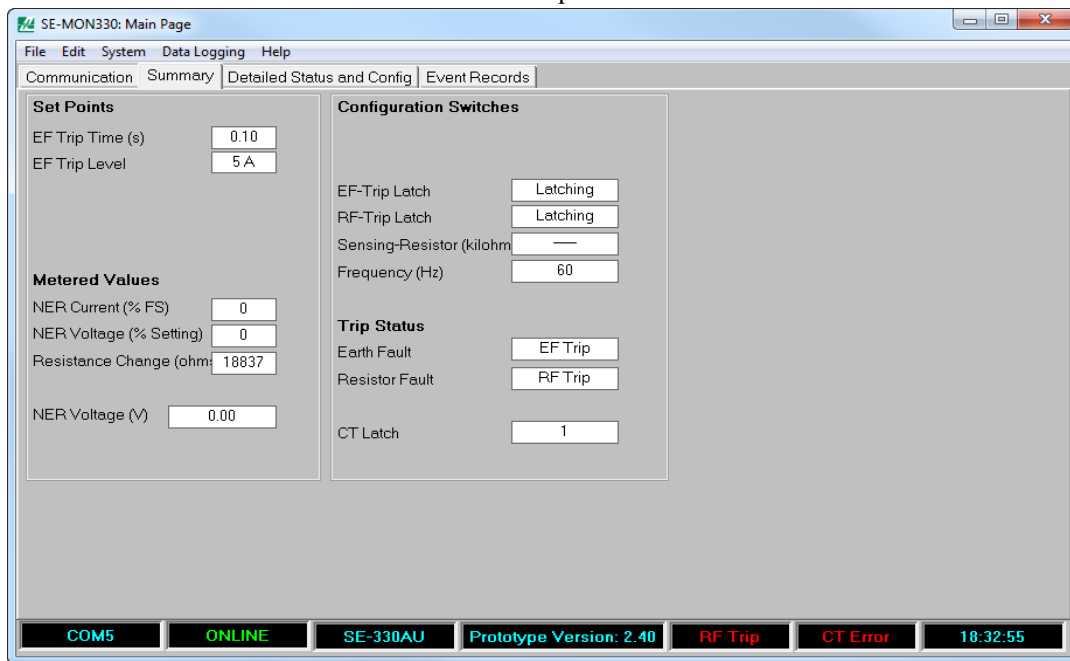 SE-MON330: Main Page
File Edit System Data Logging Help
Communication Summary Detailed Status and Config Event Records
Set Points
EF Trip Time (s) 0.10
EF Trip Level 5 A
Metered Values
NER Current (% FS) 0
NER Voltage (% Setting) 0
Resistance Change (ohms 18837
NER Voltage (V) 0.00
Configuration Switches
EF-Trip Latch Latching
RF-Trip Latch Latching
Sensing-Resistor (kilohm —
Frequency (Hz) 60
Trip Status
Earth Fault EF Trip
Resistor Fault RF Trip
CT Latch 1
COM5 ONLINE SE-330AU Prototype Version: 2.40 RF Trip CT Error 18:32:55